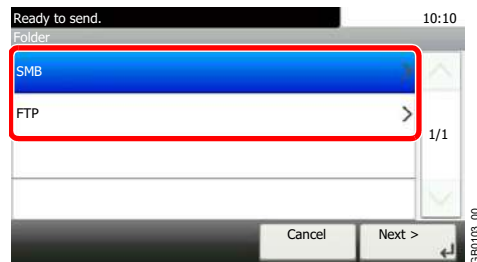 Ready to send. 10:10
Folder
SMB
FTP
1/1
Cancel Next >
GB0103_00